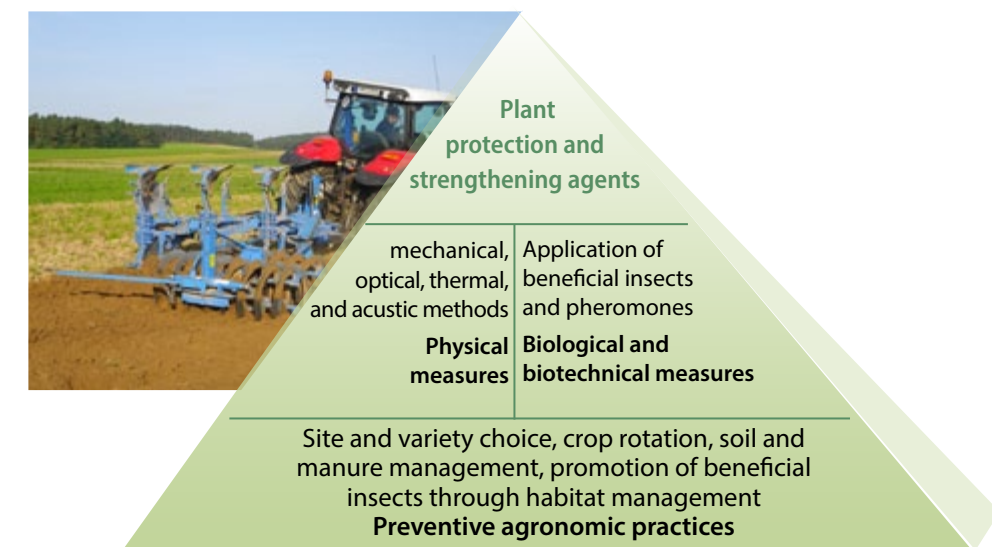 Plant
protection and
strengthening agents
mechanical,
optical, thermal,
and acustic methods
Physical
measures
Application of
beneficial insects
and pheromones
Biological and
biotechnical measures
Site and variety choice, crop rotation, soil and
manure management, promotion of beneficial
insects through habitat management
Preventive agronomic practices